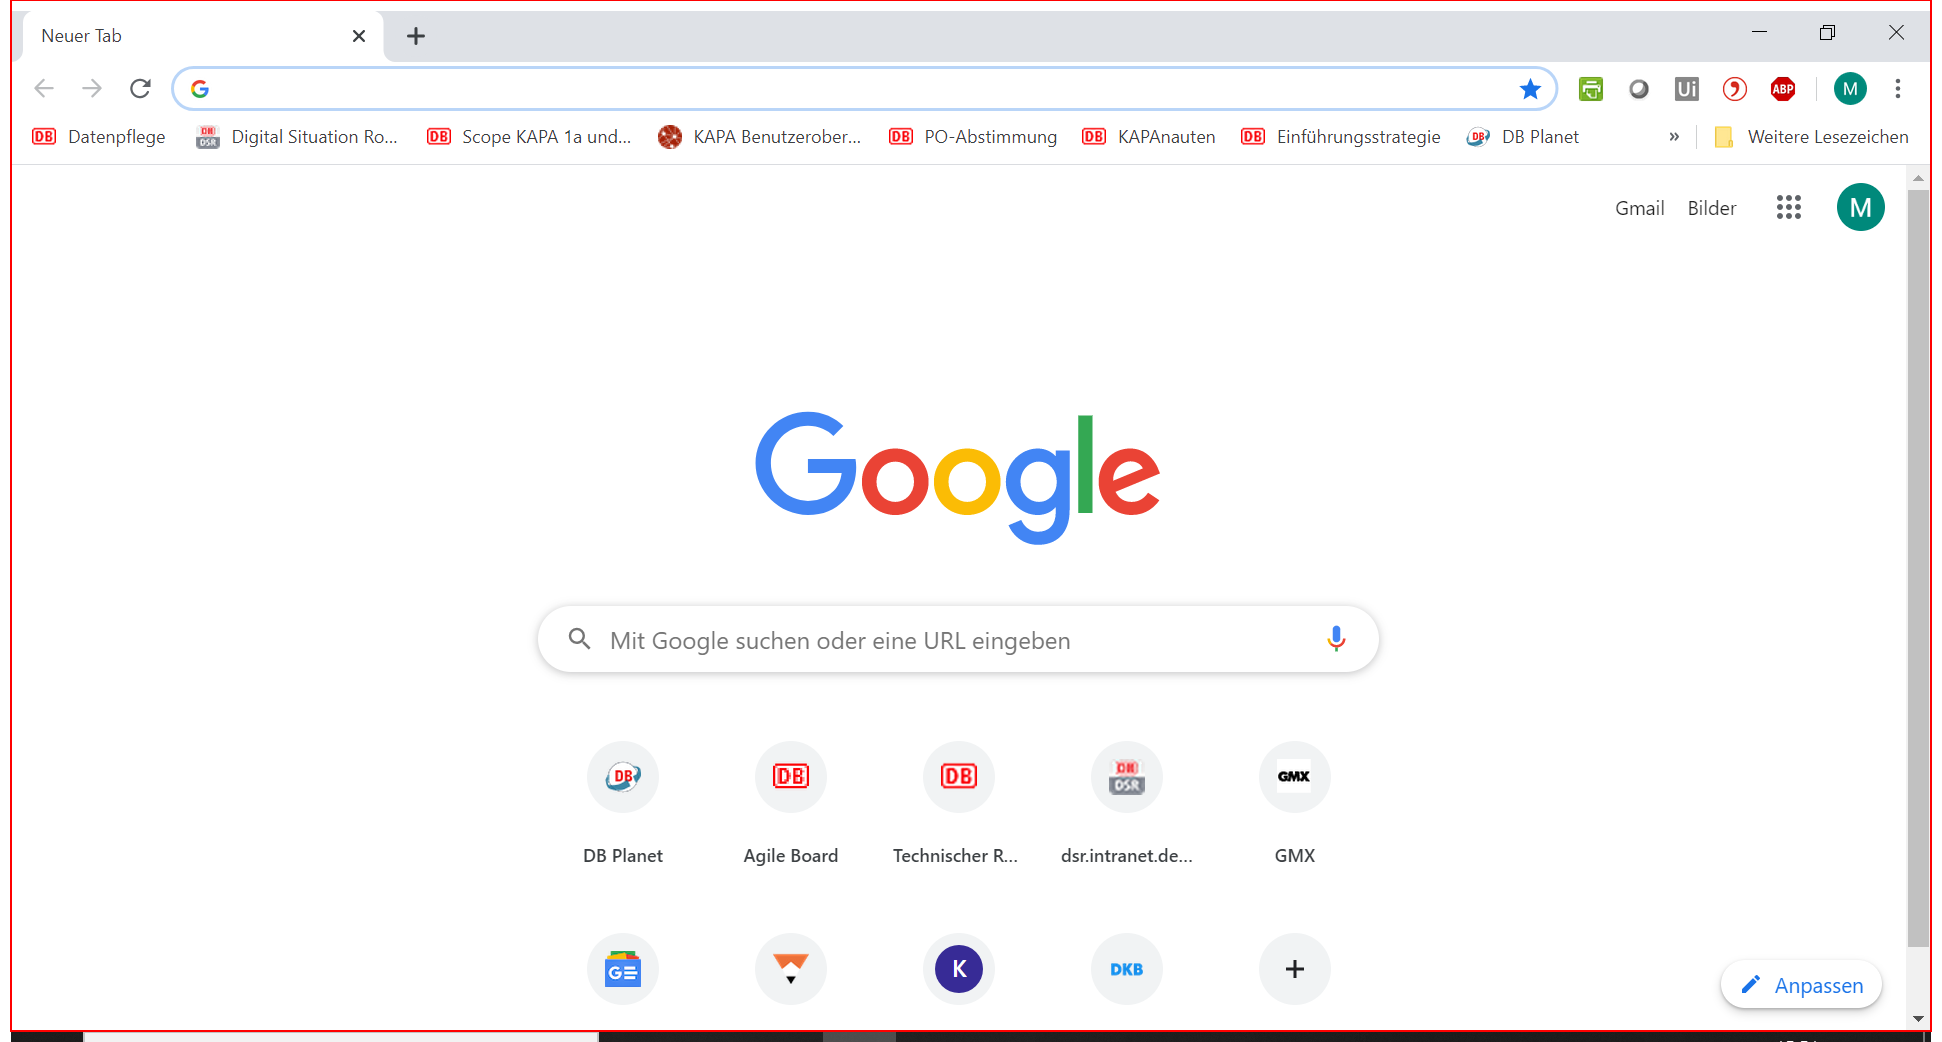 Neuer Tab
Ui ABP M
DB Datenpflege DB DSR Digital Situation Ro... DB Scope KAPA 1a und... KAPA Benutzerober... DB PO-Abstimmung DB KAPAnauten DB Einführungsstrategie DB DB Planet » Weitere Lesezeichen
Gmail Bilder M
Google
Mit Google suchen oder eine URL eingeben
DB DB DB DB DSR GMX
DB Planet Agile Board Technischer R... dsr.intranet.de... GMX
G K DKB
Anpassen